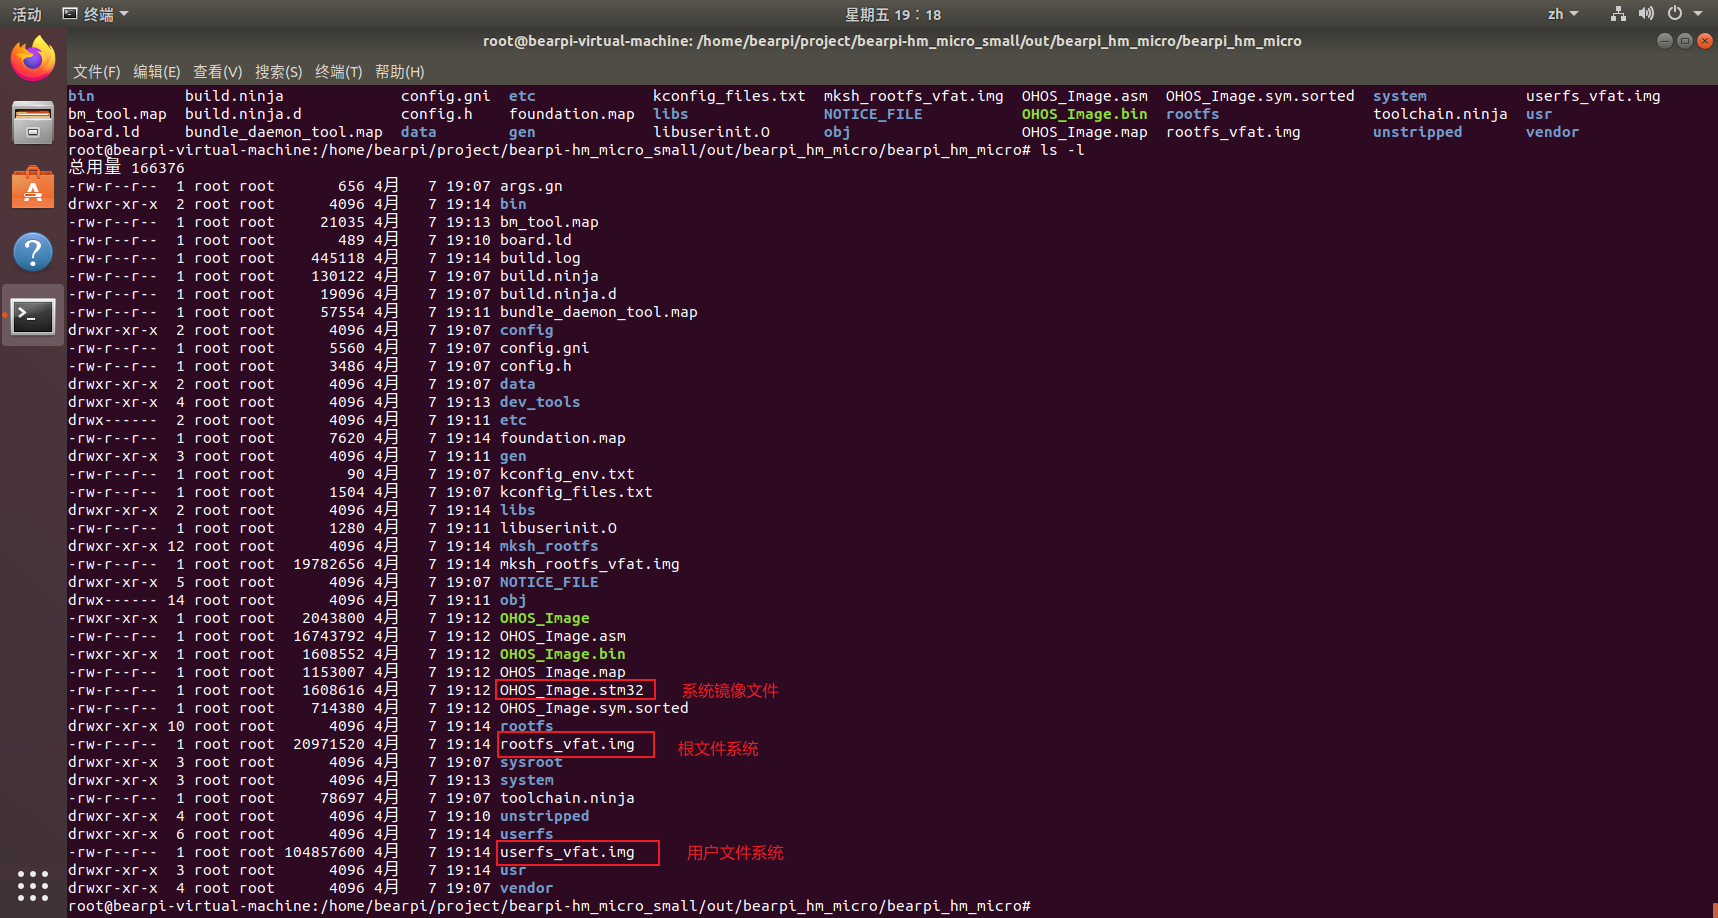 活动 终端 星期五 19：18 zh
root@bearpi-virtual-machine: /home/bearpi/project/bearpi-hm_micro_small/out/bearpi_hm_micro/bearpi_hm_micro
文件(F) 编辑(E) 查看(V) 搜索(S) 终端(T) 帮助(H)
bin build.ninja config.gni etc kconfig_files.txt mksh_rootfs_vfat.img OHOS_Image.asm OHOS_Image.sym.sorted system userfs_vfat.img
bm_tool.map build.ninja.d config.h foundation.map libs NOTICE_FILE OHOS_Image.bin rootfs toolchain.ninja usr
board.ld bundle_daemon_tool.map data gen libuserinit.O obj OHOS_Image.map rootfs_vfat.img unstripped vendor
root@bearpi-virtual-machine:/home/bearpi/project/bearpi-hm_micro_small/out/bearpi_hm_micro/bearpi_hm_micro# ls -l
总用量 166376
-rw-r--r-- 1 root root 656 4月 7 19:07 args.gn
drwxr-xr-x 2 root root 4096 4月 7 19:14 bin
-rw-r--r-- 1 root root 21035 4月 7 19:13 bm_tool.map
-rw-r--r-- 1 root root 489 4月 7 19:10 board.ld
-rw-r--r-- 1 root root 445118 4月 7 19:14 build.log
-rw-r--r-- 1 root root 130122 4月 7 19:07 build.ninja
-rw-r--r-- 1 root root 19096 4月 7 19:07 build.ninja.d
-rw-r--r-- 1 root root 57554 4月 7 19:11 bundle_daemon_tool.map
drwxr-xr-x 2 root root 4096 4月 7 19:07 config
-rw-r--r-- 1 root root 5560 4月 7 19:07 config.gni
-rw-r--r-- 1 root root 3486 4月 7 19:07 config.h
drwxr-xr-x 2 root root 4096 4月 7 19:07 data
drwxr-xr-x 4 root root 4096 4月 7 19:13 dev_tools
drwx------ 2 root root 4096 4月 7 19:11 etc
-rw-r--r-- 1 root root 7620 4月 7 19:14 foundation.map
drwxr-xr-x 3 root root 4096 4月 7 19:11 gen
-rw-r--r-- 1 root root 90 4月 7 19:07 kconfig_env.txt
-rw-r--r-- 1 root root 1504 4月 7 19:07 kconfig_files.txt
drwxr-xr-x 2 root root 4096 4月 7 19:14 libs
-rw-r--r-- 1 root root 1280 4月 7 19:11 libuserinit.O
drwxr-xr-x 12 root root 4096 4月 7 19:14 mksh_rootfs
-rw-r--r-- 1 root root 19782656 4月 7 19:14 mksh_rootfs_vfat.img
drwxr-xr-x 5 root root 4096 4月 7 19:07 NOTICE_FILE
drwx------ 14 root root 4096 4月 7 19:11 obj
-rwxr-xr-x 1 root root 2043800 4月 7 19:12 OHOS_Image
-rw-r--r-- 1 root root 16743792 4月 7 19:12 OHOS_Image.asm
-rwxr-xr-x 1 root root 1608552 4月 7 19:12 OHOS_Image.bin
-rw-r--r-- 1 root root 1153007 4月 7 19:12 OHOS_Image.map
-rw-r--r-- 1 root root 1608616 4月 7 19:12 OHOS_Image.stm32 系统镜像文件
-rw-r--r-- 1 root root 714380 4月 7 19:12 OHOS_Image.sym.sorted
drwxr-xr-x 10 root root 4096 4月 7 19:14 rootfs
-rw-r--r-- 1 root root 20971520 4月 7 19:14 rootfs_vfat.img 根文件系统
drwxr-xr-x 3 root root 4096 4月 7 19:07 sysroot
drwxr-xr-x 3 root root 4096 4月 7 19:13 system
-rw-r--r-- 1 root root 78697 4月 7 19:07 toolchain.ninja
drwxr-xr-x 4 root root 4096 4月 7 19:10 unstripped
drwxr-xr-x 6 root root 4096 4月 7 19:14 userfs
-rw-r--r-- 1 root root 104857600 4月 7 19:14 userfs_vfat.img 用户文件系统
drwxr-xr-x 3 root root 4096 4月 7 19:14 usr
drwxr-xr-x 4 root root 4096 4月 7 19:07 vendor
root@bearpi-virtual-machine:/home/bearpi/project/bearpi-hm_micro_small/out/bearpi_hm_micro/bearpi_hm_micro#